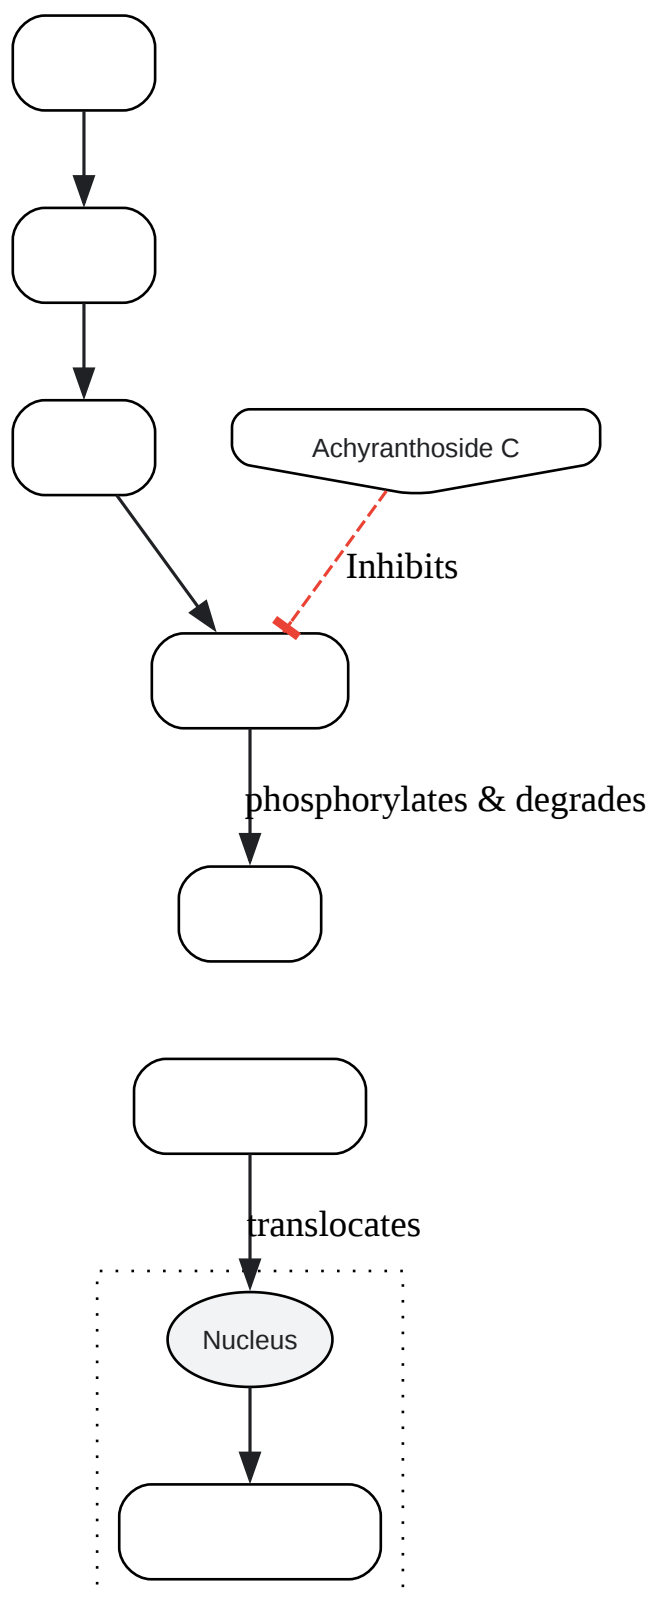 Achyranthoside C
Inhibits
phosphorylates & degrades
translocates
Nucleus